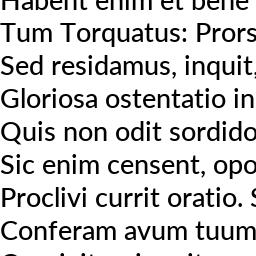 Habent enim et bene
Tum Torquatus: Prors
Sed residamus, inquit,
Gloriosa ostentatio in
Quis non odit sordido
Sic enim censent, opo
Proclivi currit oratio. S
Conferam avum tuum